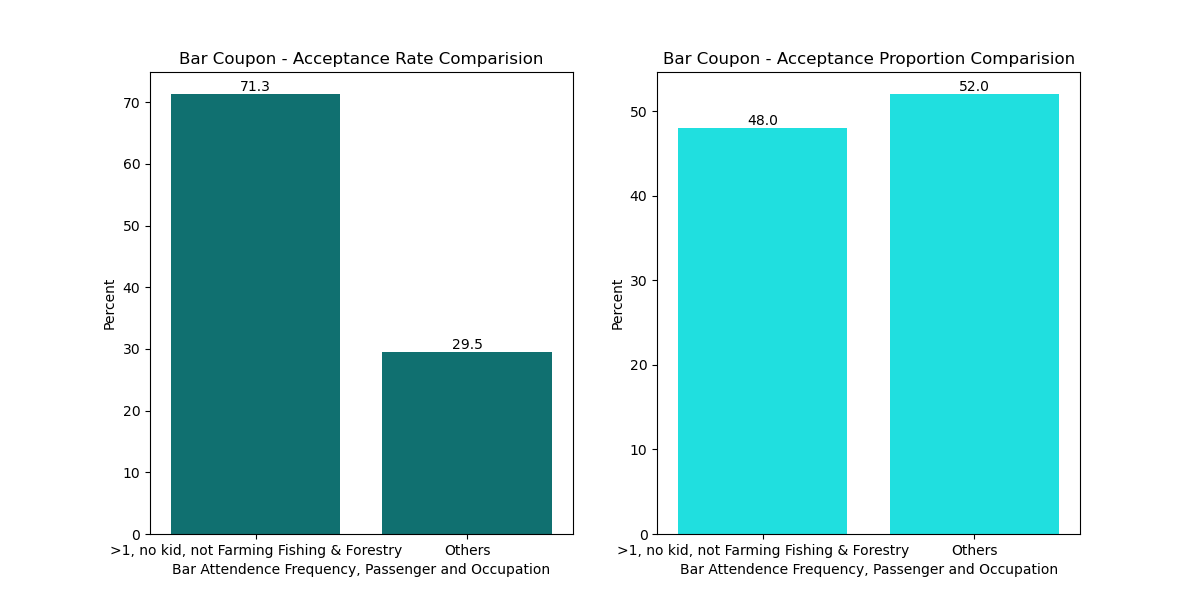 Bar Coupon - Acceptance Rate Comparision
71.3
29.5
70
60
50
40
30
20
10
0
Percent
>1, no kid, not Farming Fishing & Forestry
Others
Bar Attendence Frequency, Passenger and Occupation
Bar Coupon - Acceptance Proportion Comparision
48.0
52.0
50
40
30
20
10
0
Percent
>1, no kid, not Farming Fishing & Forestry
Others
Bar Attendence Frequency, Passenger and Occupation